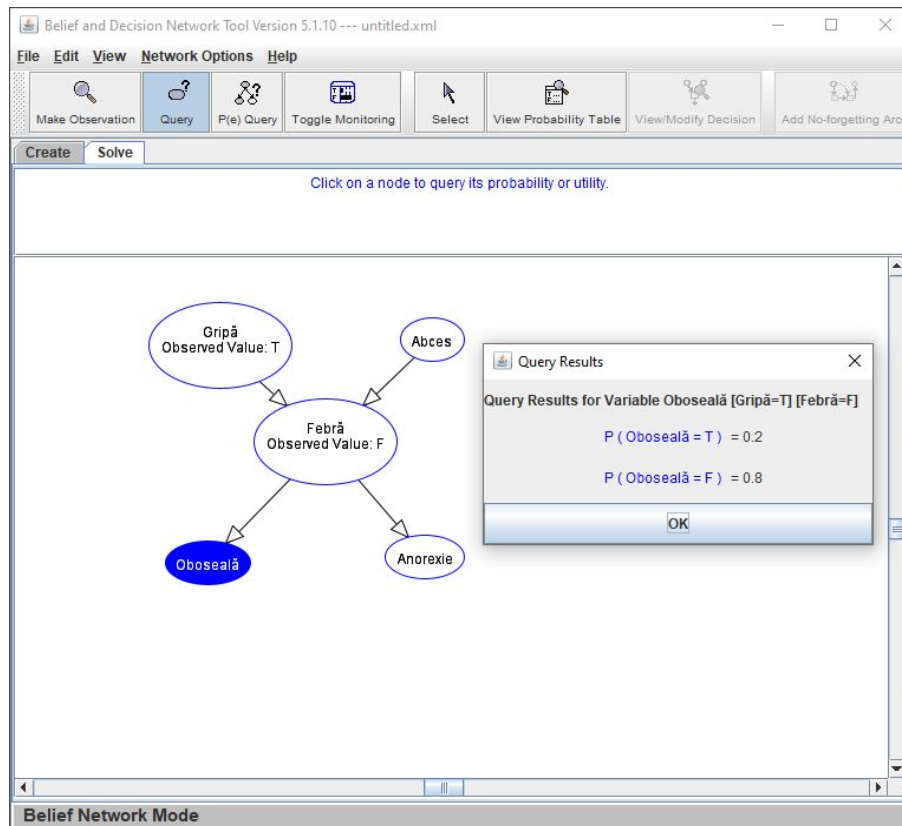 Belief and Decision Network Tool Version 5.1.10 --- untitled.xml
File Edit View Network Options Help
Make Observation Query P(e) Query Toggle Monitoring Select View Probability Table View/Modify Decision Add No-forgetting Arc
Create Solve
Click on a node to query its probability or utility.
Gripă
Observed Value: T
Abces
Febră
Observed Value: F
Oboseală
Anorexie
Query Results
Query Results for Variable Oboseală [Gripă=T] [Febră=F]
P ( Oboseală = T ) = 0.2
P ( Oboseală = F ) = 0.8
OK
Belief Network Mode